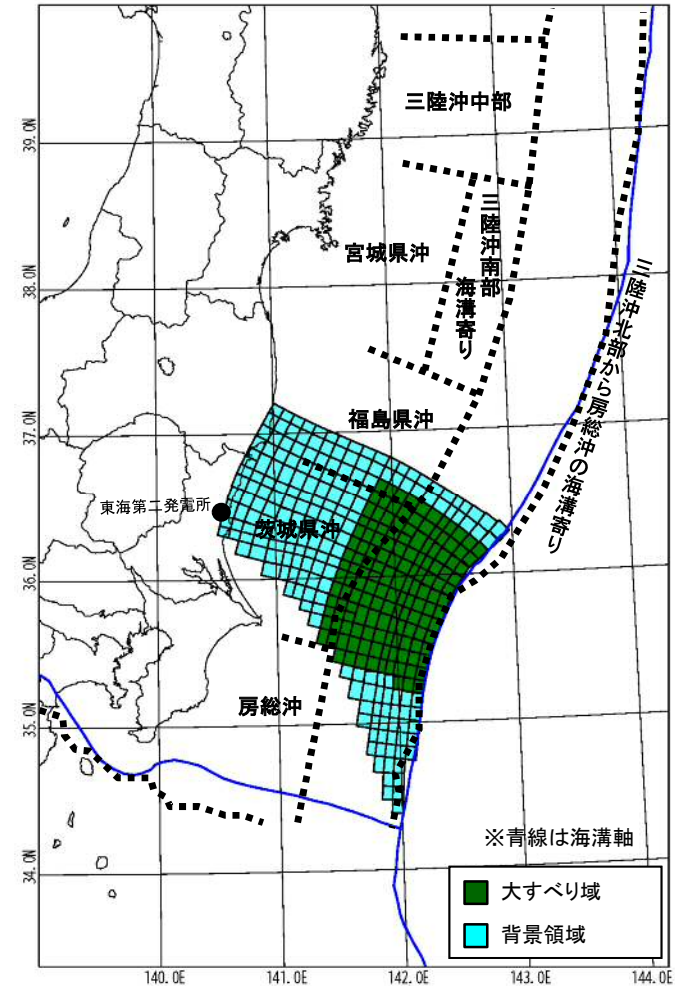 三陸沖中部
39.0N
三陸沖南部
海溝寄り
宮城県沖
38.0N
三陸沖北部から房総沖の海溝寄り
37.0N
福島県沖
東海第二発電所
茨城県沖
36.0N
房総沖
35.0N
※青線は海溝軸
34.0N
大すべり域
背景領域
140.0E
141.0E
142.0E
143.0E
144.0E